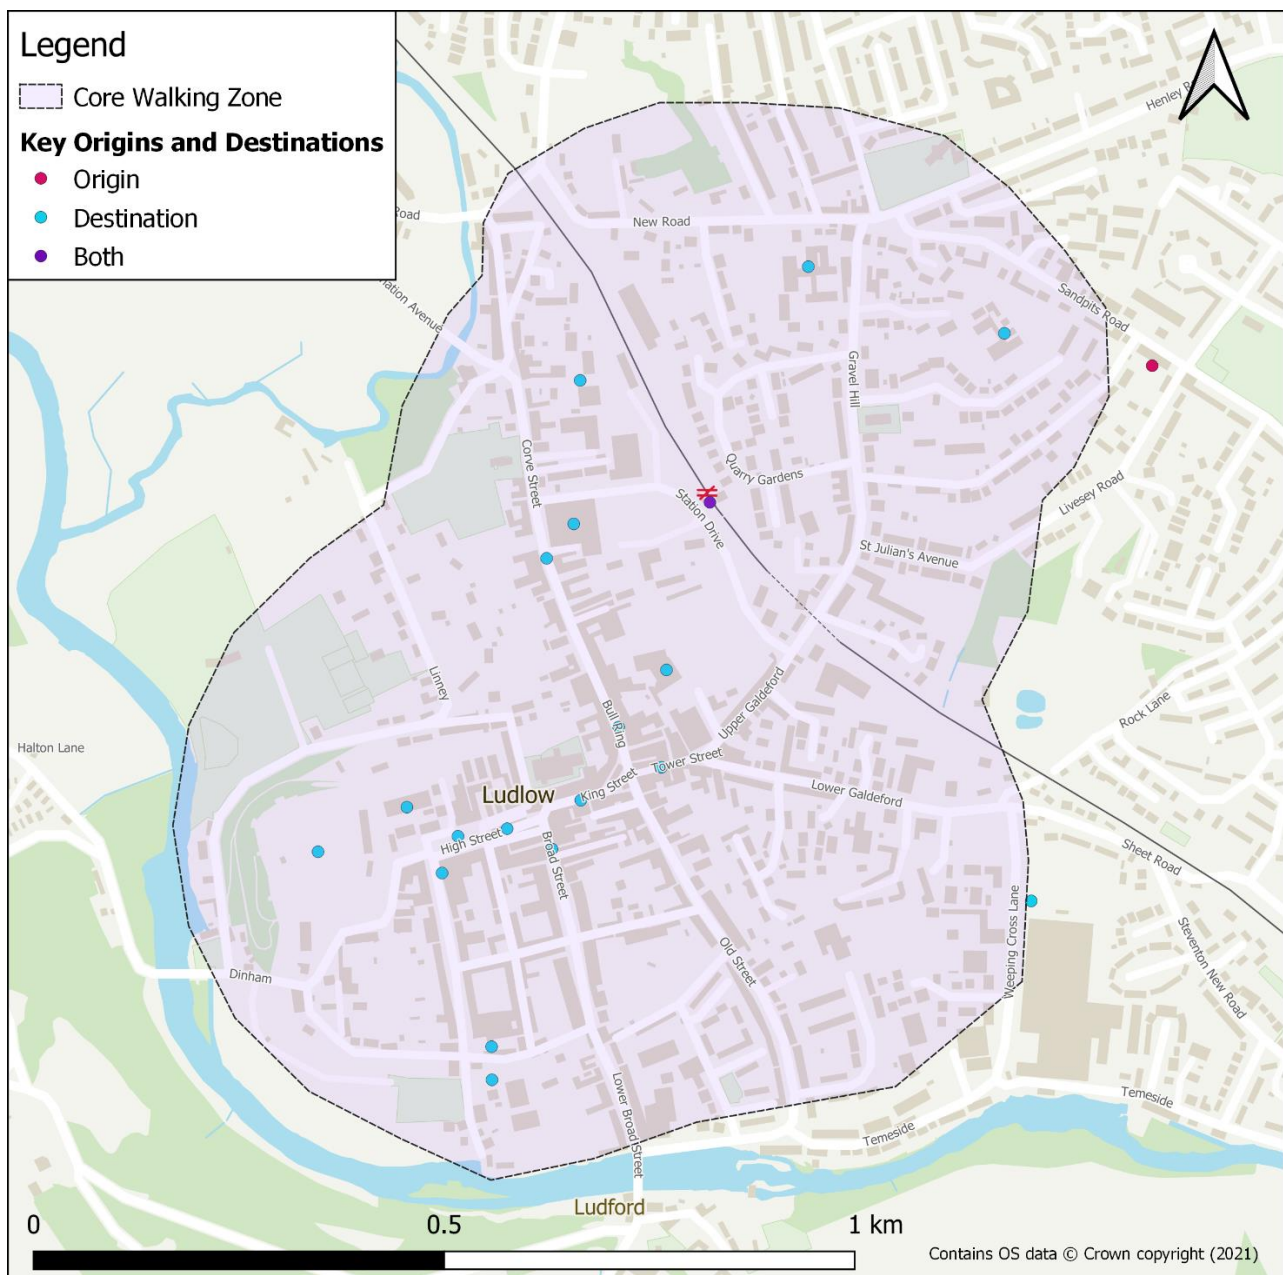 Legend
Core Walking Zone
Key Origins and Destinations
Origin
Destination
Both
Henley
Road
New Road
Sandpits Road
Gravel Hill
Corve Street
Quarry Gardens
Station Drive
Livesey Road
St Julian's Avenue
Linney
Rock Lane
Bull Ring
Upper Galdeford
Halton Lane
Tower Street
King Street
Ludlow
Lower Galdeford
High Street
Broad Street
Sheet Road
Weeping Cross Lane
Old Street
Steventon New Road
Dinham
Lower Broad Street
Temeside
Temeside
Ludford
0 0.5 1 km
Contains OS data © Crown copyright (2021)